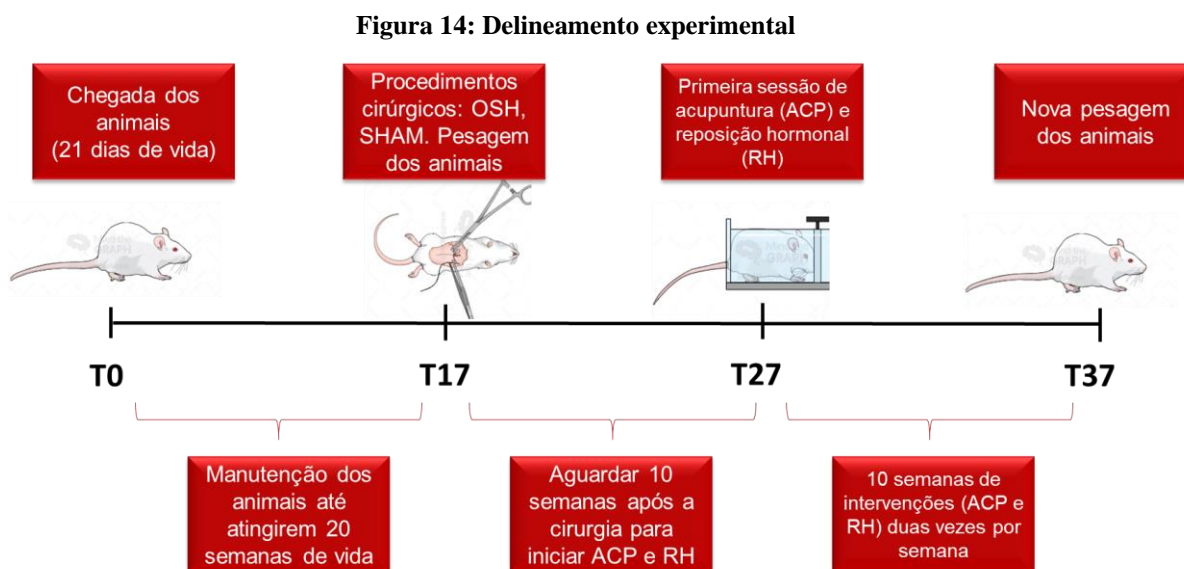 Figura 14: Delineamento experimental
Chegada dos
animais
(21 dias de vida)
Procedimentos
cirúrgicos: OSH,
SHAM. Pesagem
dos animais
Primeira sessão de
acupuntura (ACP) e
reposição hormonal
(RH)
Nova pesagem
dos animais
T0
T17
T27
T37
Manutenção dos
animais até
atingirem 20
semanas de vida
Aguardar 10
semanas após a
cirurgia para
iniciar ACP e RH
10 semanas de
intervenções (ACP e
RH) duas vezes por
semana